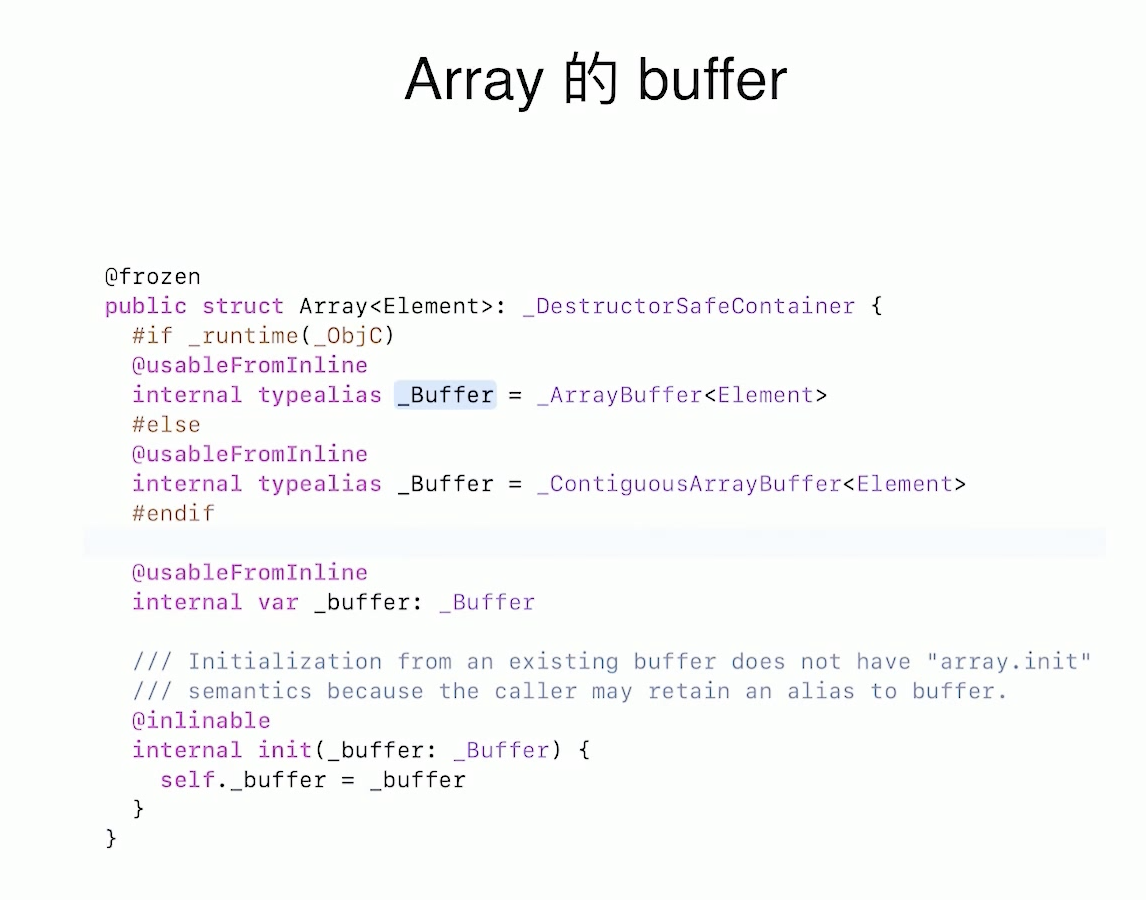 Array 的 buffer
@frozen
public struct Array<Element>: _DestructorSafeContainer {
  #if _runtime(_ObjC)
  @usableFromInline
  internal typealias _Buffer = _ArrayBuffer<Element>
  #else
  @usableFromInline
  internal typealias _Buffer = _ContiguousArrayBuffer<Element>
  #endif
  @usableFromInline
  internal var _buffer: _Buffer
  /// Initialization from an existing buffer does not have "array.init"
  /// semantics because the caller may retain an alias to buffer.
  @inlinable
  internal init(_buffer: _Buffer) {
    self._buffer = _buffer
  }
}